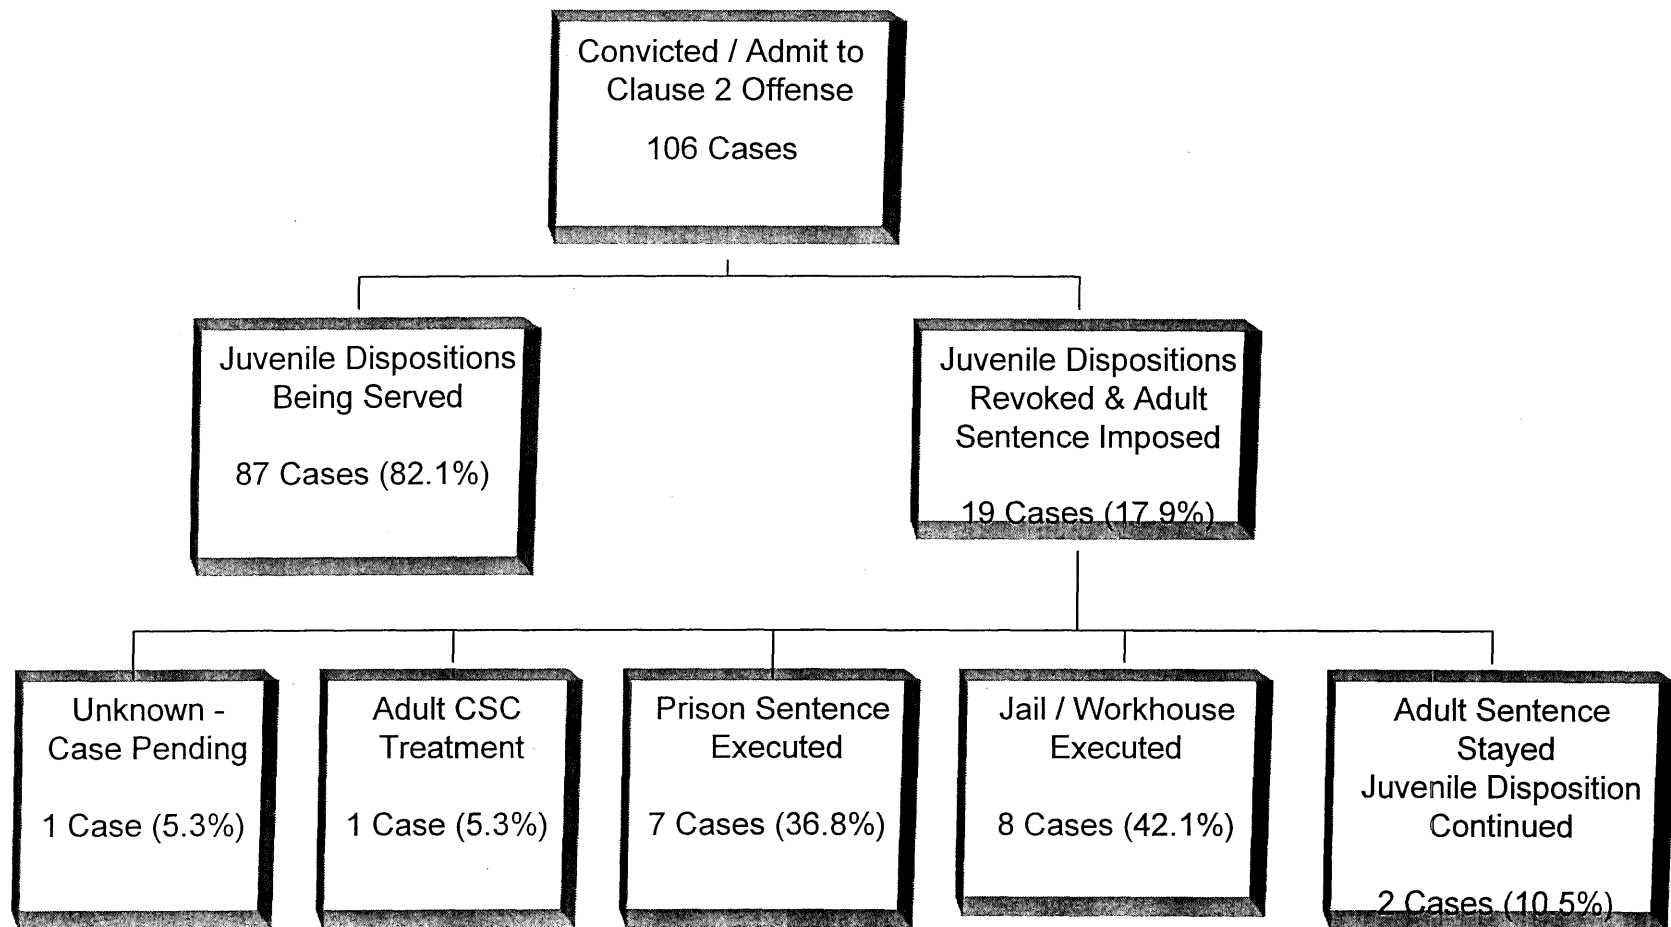 Convicted / Admit to
Clause 2 Offense
106 Cases
Juvenile Dispositions
Being Served
87 Cases (82.1%)
Juvenile Dispositions
Revoked & Adult
Sentence Imposed
19 Cases (17.9%)
Unknown -
Case Pending
1 Case (5.3%)
Adult CSC
Treatment
1 Case (5.3%)
Prison Sentence
Executed
7 Cases (36.8%)
Jail / Workhouse
Executed
8 Cases (42.1%)
Adult Sentence
Stayed
Juvenile Disposition
Continued
2 Cases (10.5%)